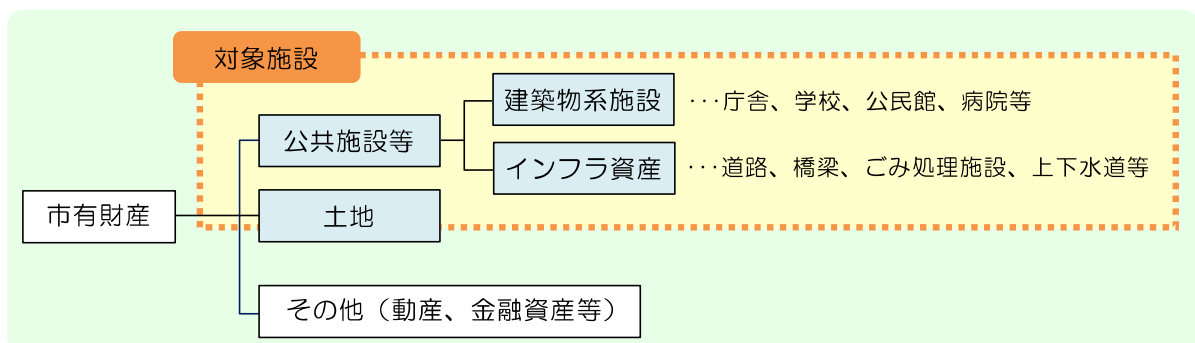 対象施設
建築物系施設 ･･･庁舎、学校、公民館、病院等
公共施設等
インフラ資産 ･･･道路、橋梁、ごみ処理施設、上下水道等
市有財産
土地
その他（動産、金融資産等）